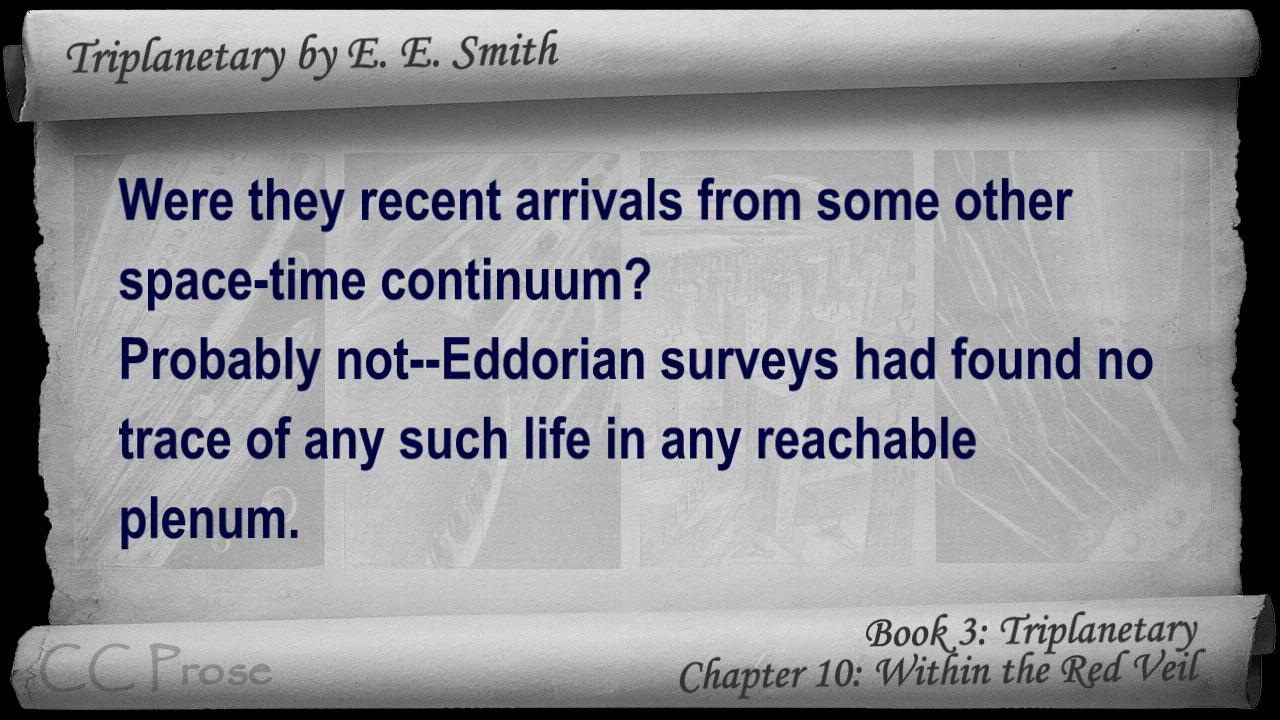 Triplanetary by E. E. Smith
Were they recent arrivals from some other
space-time continuum?
Probably not--Eddorian surveys had found no
trace of any such life in any reachable
plenum.
Book 3: Triplanetary
Chapter 10: Within the Red Veil
CC Prose